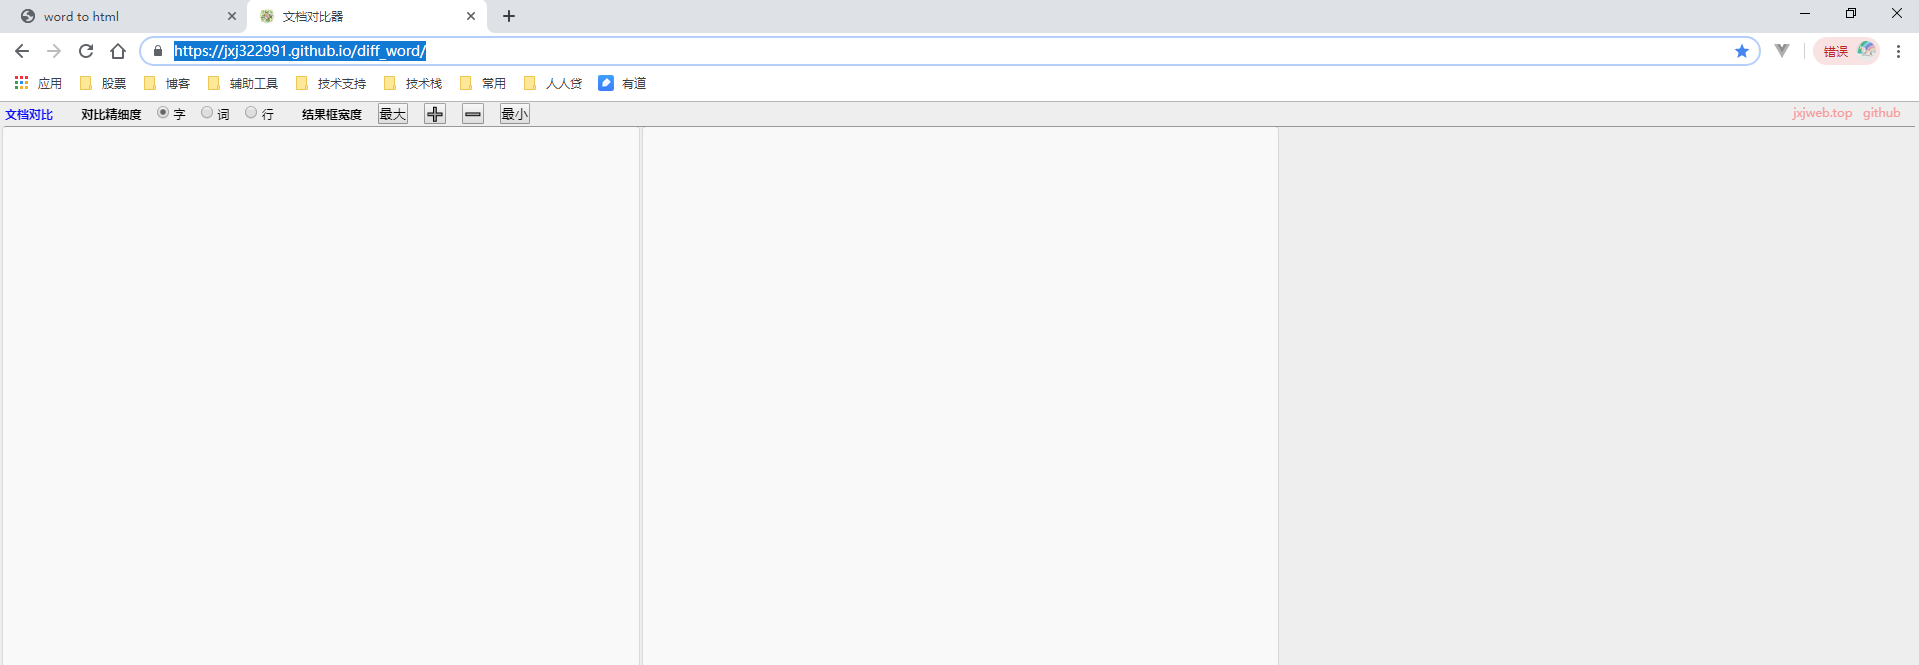 word to html
文档对比器
https://jxj322991.github.io/diff_word/
错误
应用 股票 博客 辅助工具 技术支持 技术栈 常用 人人贷 有道
文档对比 对比精细度 字 词 行 结果框宽度 最大 最小 jxjweb.top github